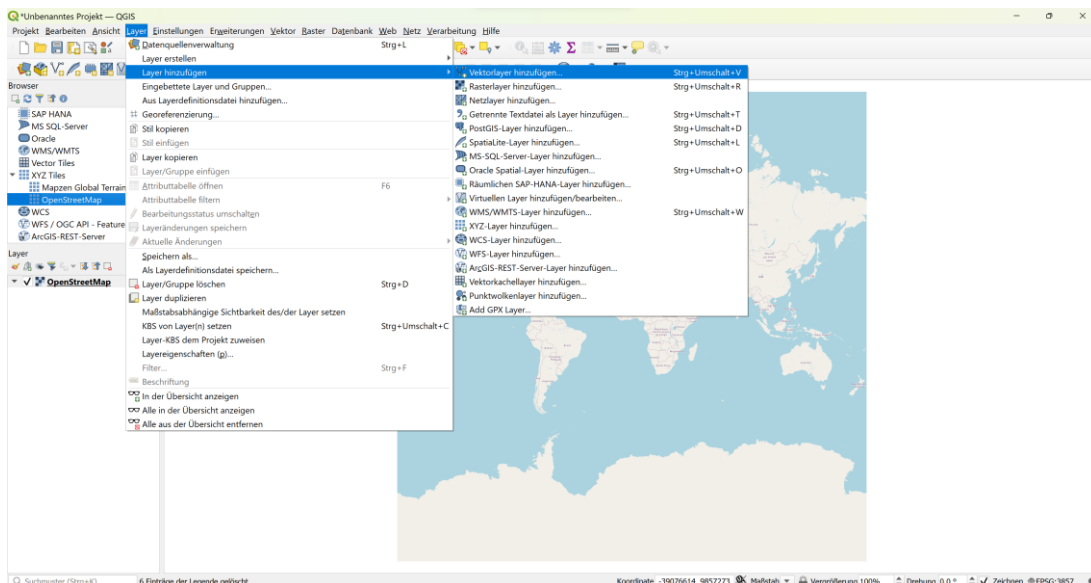 *Unbenanntes Projekt — QGIS
Projekt Bearbeiten Ansicht Layer Einstellungen Erweiterungen Vektor Raster Datenbank Web Netz Verarbeitung Hilfe
Datenquellenverwaltung Strg+L
Layer erstellen
Layer hinzufügen
Eingebettete Layer und Gruppen...
Aus Layerdefinitionsdatei hinzufügen...
Georeferenzierung...
Stil kopieren
Stil einfügen
Layer kopieren
Layer/Gruppe einfügen
Attributtabelle öffnen F6
Attributtabelle filtern
Bearbeitungsstatus umschalten
Layeränderungen speichern
Aktuelle Änderungen
Speichern als...
Als Layerdefinitionsdatei speichern...
Layer/Gruppe löschen Strg+D
Layer duplizieren
Maßstabsabhängige Sichtbarkeit des/der Layer setzen
KBS von Layer(n) setzen Strg+Umschalt+C
Layer-KBS dem Projekt zuweisen
Layereigenschaften (p)...
Filter... Strg+F
Beschriftung
In der Übersicht anzeigen
Alle in der Übersicht anzeigen
Alle aus der Übersicht entfernen
Vektorlayer hinzufügen... Strg+Umschalt+V
Rasterlayer hinzufügen... Strg+Umschalt+R
Netzlayer hinzufügen...
Getrennte Textdatei als Layer hinzufügen... Strg+Umschalt+T
PostGIS-Layer hinzufügen... Strg+Umschalt+D
SpatiaLite-Layer hinzufügen... Strg+Umschalt+L
MS-SQL-Server-Layer hinzufügen...
Oracle Spatial-Layer hinzufügen... Strg+Umschalt+O
Räumlichen SAP-HANA-Layer hinzufügen...
Virtuellen Layer hinzufügen/bearbeiten...
WMS/WMTS-Layer hinzufügen... Strg+Umschalt+W
XYZ-Layer hinzufügen...
WCS-Layer hinzufügen...
WFS-Layer hinzufügen...
ArcGIS-REST-Server-Layer hinzufügen...
Vektorkachellayer hinzufügen...
Punktwolkenlayer hinzufügen...
Add GPX Layer...
Browser
SAP HANA
MS SQL-Server
Oracle
WMS/WMTS
Vector Tiles
XYZ Tiles
Mapzen Global Terrain
OpenStreetMap
WCS
WFS / OGC API - Feature
ArcGIS-REST-Server
Layer
OpenStreetMap
Suchmuster (Strg+K) 6 Einträge der Legende gelöscht. Koordinate -39076614 9857273 Maßstab Vergrößerung 100% Drehung 0,0 ° Zeichnen EPSG:3857